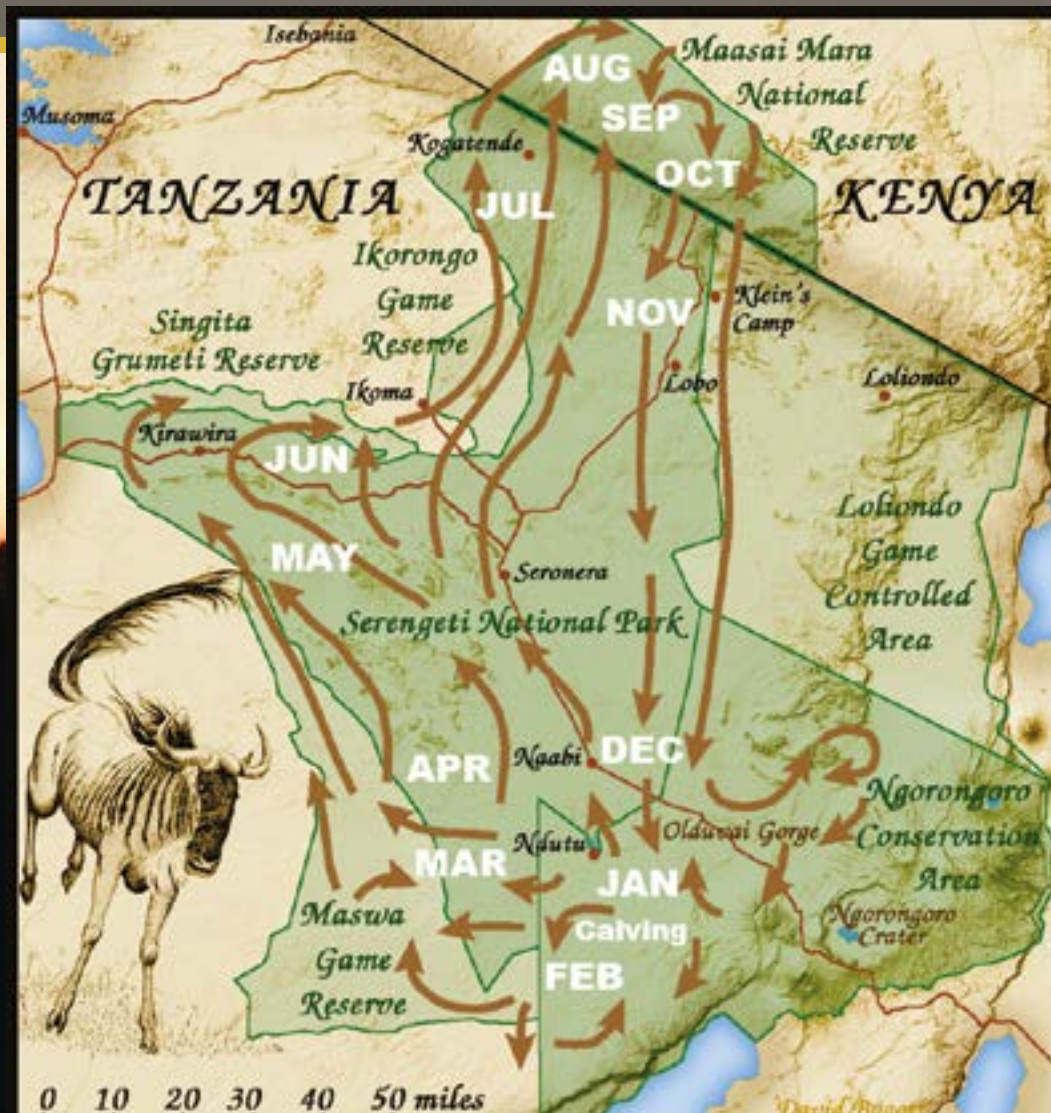 Isebania
Musoma
AUG
Maasai Mara
National
Reserve
SEP
Kogatende
OCT
TANZANIA
JUL
KENYA
Ikorongo
Game
Reserve
NOV
Klein's
Camp
Singita
Grumeti Reserve
Ikoma
Lobo
Loliondo
Kirawira
JUN
Loliondo
Game
Controlled
Area
MAY
Seronera
Serengeti National Park
Naabi
DEC
APR
Ngorongoro
Conservation
Area
Olduvai Gorge
Ndutu
MAR
JAN
Calving
Maswa
Game
Reserve
Ngorongoro
Crater
FEB
0 10 20 30 40 50 miles